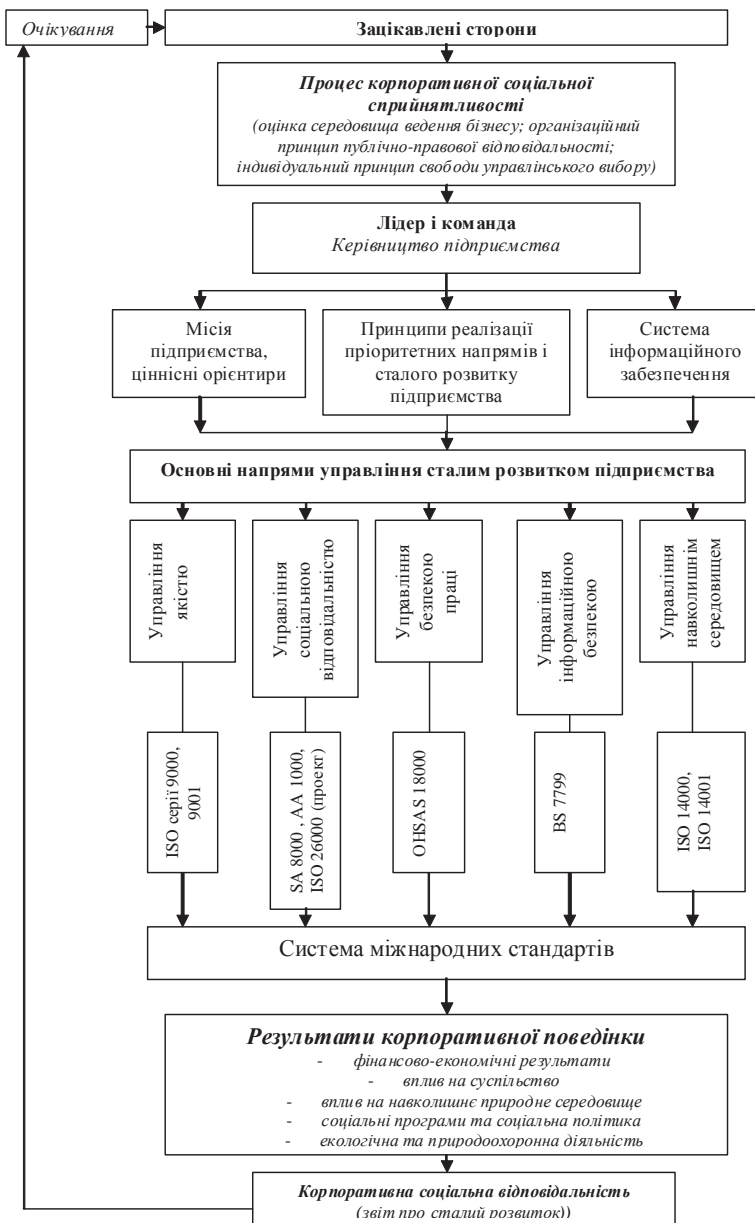 Очікування
Зацікавлені сторони
Процес корпоративної соціальної
сприйнятливості
(оцінка середовища ведення бізнесу; організаційний
принцип публічно-правової відповідальності;
індивідуальний принцип свободи управлінського вибору)
Лідер і команда
Керівництво підприємства
Місія
підприємства,
ціннісні орієнтири
Принципи реалізації
пріоритетних напрямів і
сталого розвитку
підприємства
Система
інформаційного
забезпечення
Основні напрями управління сталим розвитком підприємства
Управління
якістю
Управління
соціальною
відповідальністю
Управління
безпекою
праці
Управління
інформаційною
безпекою
Управління
навколишнім
середовищем
ISO серії 9000,
9001
SA 8000 , AA 1000,
ISO 26000 (проект)
OHSAS 18000
BS 7799
ISO 14000,
ISO 14001
Система міжнародних стандартів
Результати корпоративної поведінки
- фінансово-економічні результати
- вплив на суспільство
- вплив на навколишнє природне середовище
- соціальні програми та соціальна політика
- екологічна та природоохоронна діяльність
Корпоративна соціальна відповідальність
(звіт про сталий розвиток))